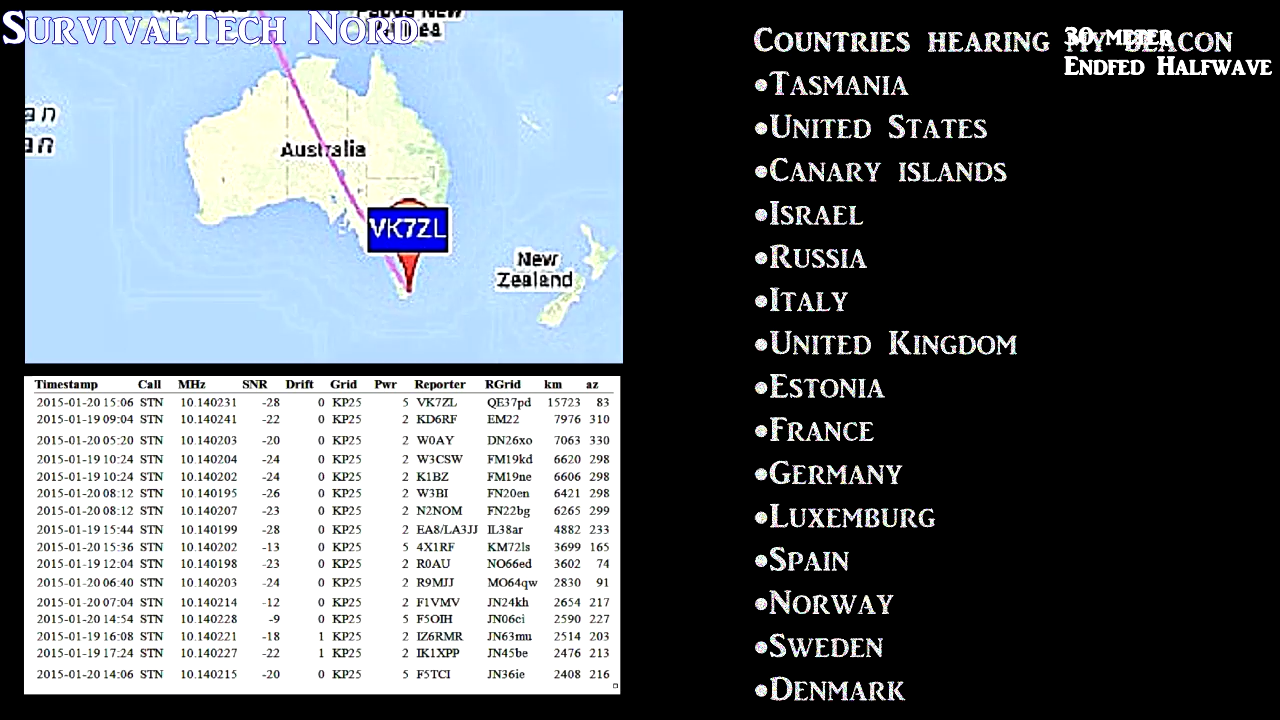 SurvivalTech Nord
Papua New
Guinea
an
an
Australia
VK7ZL
New
Zealand
Timestamp Call MHz SNR Drift Grid Pwr Reporter RGrid km az
2015-01-20 15:06 STN 10.140231 -28 0 KP25 5 VK7ZL QE37pd 15723 83
2015-01-19 09:04 STN 10.140241 -22 0 KP25 2 KD6RF EM22 7976 310
2015-01-20 05:20 STN 10.140203 -20 0 KP25 2 W0AY DN26xo 7063 330
2015-01-19 10:24 STN 10.140204 -24 0 KP25 2 W3CSW FM19kd 6620 298
2015-01-19 10:24 STN 10.140202 -24 0 KP25 2 K1BZ FM19ne 6606 298
2015-01-20 08:12 STN 10.140195 -26 0 KP25 2 W3BI FN20en 6421 298
2015-01-20 08:12 STN 10.140207 -23 0 KP25 2 N2NOM FN22bg 6265 299
2015-01-19 15:44 STN 10.140199 -28 0 KP25 2 EA8/LA3JJ IL38ar 4882 233
2015-01-20 15:36 STN 10.140202 -13 0 KP25 5 4X1RF KM72ls 3699 165
2015-01-19 12:04 STN 10.140198 -23 0 KP25 2 R0AU NO66ed 3602 74
2015-01-20 06:40 STN 10.140203 -24 0 KP25 2 R9MJJ MO64qw 2830 91
2015-01-20 07:04 STN 10.140214 -12 0 KP25 2 F1VMV JN24kh 2654 217
2015-01-20 14:54 STN 10.140228 -9 0 KP25 5 F5OIH JN06ci 2590 227
2015-01-19 16:08 STN 10.140221 -18 1 KP25 2 IZ6RMR JN63mu 2514 203
2015-01-19 17:24 STN 10.140227 -22 1 KP25 2 IK1XPP JN45be 2476 213
2015-01-20 14:06 STN 10.140215 -20 0 KP25 5 F5TCI JN36ie 2408 216
Countries hearing my beacon
30 meter
Endfed Halfwave
•Tasmania
•United States
•Canary islands
•Israel
•Russia
•Italy
•United Kingdom
•Estonia
•France
•Germany
•Luxemburg
•Spain
•Norway
•Sweden
•Denmark